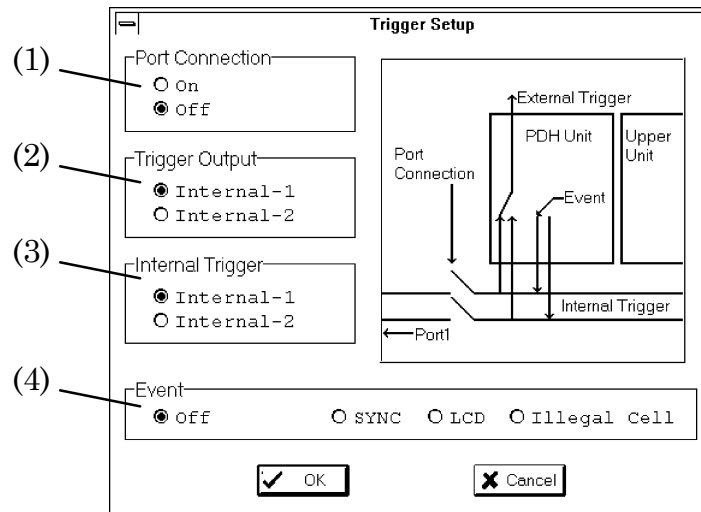 Trigger Setup
(1)
Port Connection
On
Off
(2)
Trigger Output
Internal-1
Internal-2
(3)
Internal Trigger
Internal-1
Internal-2
External Trigger
PDH Unit
Upper
Unit
Port
Connection
Event
Internal Trigger
Port1
(4)
Event
Off
SYNC
LCD
Illegal Cell
OK
Cancel